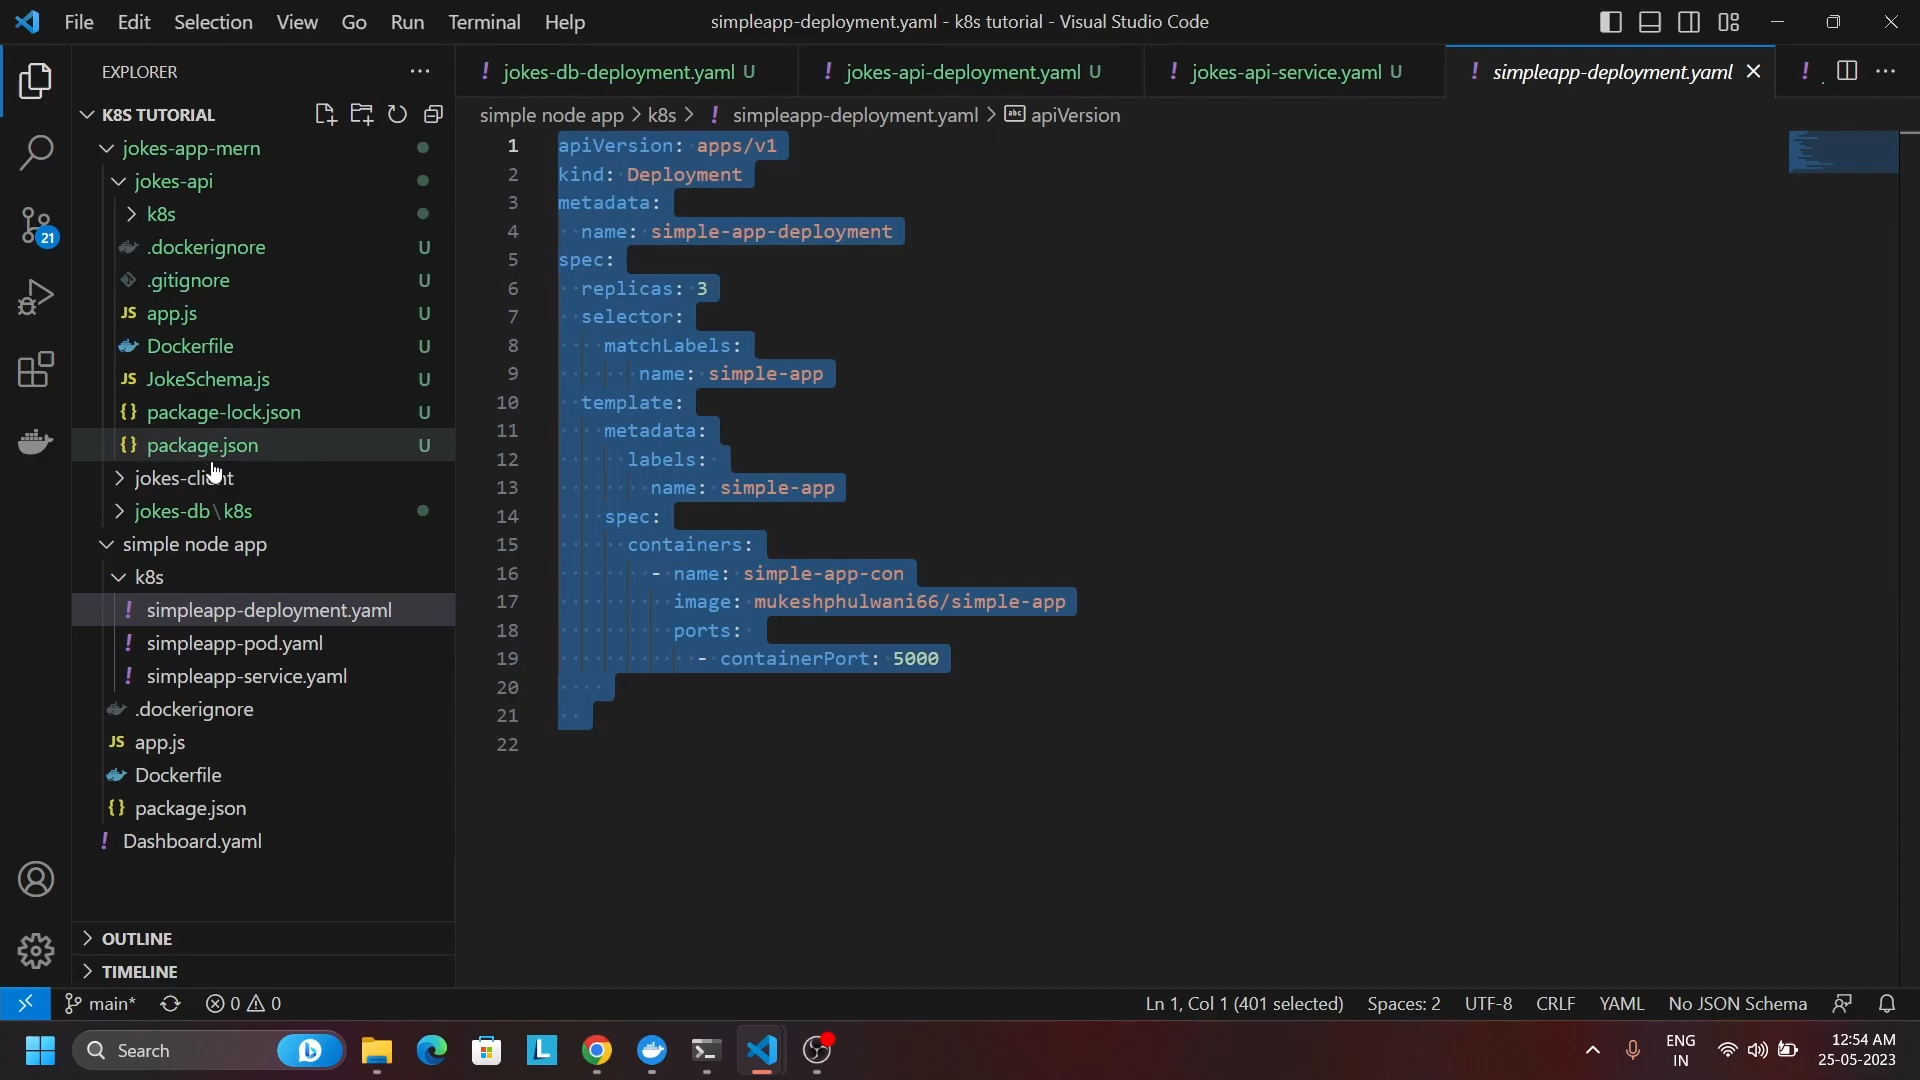 File Edit Selection View Go Run Terminal Help
simpleapp-deployment.yaml - k8s tutorial - Visual Studio Code
EXPLORER
K8S TUTORIAL
jokes-app-mern
jokes-api
k8s
.dockerignore U
.gitignore U
JS app.js U
Dockerfile U
JS JokeSchema.js U
{} package-lock.json U
{} package.json U
jokes-client
jokes-db\k8s
simple node app
k8s
! simpleapp-deployment.yaml
! simpleapp-pod.yaml
! simpleapp-service.yaml
.dockerignore
JS app.js
Dockerfile
{} package.json
! Dashboard.yaml
OUTLINE
TIMELINE
21
! jokes-db-deployment.yaml U
! jokes-api-deployment.yaml U
! jokes-api-service.yaml U
! simpleapp-deployment.yaml
!
simple node app > k8s > ! simpleapp-deployment.yaml > abc apiVersion
1 apiVersion: apps/v1
2 kind: Deployment
3 metadata:
4 name: simple-app-deployment
5 spec:
6 replicas: 3
7 selector:
8 matchLabels:
9 name: simple-app
10 template:
11 metadata:
12 labels:
13 name: simple-app
14 spec:
15 containers:
16 - name: simple-app-con
17 image: mukeshphulwani66/simple-app
18 ports:
19 - containerPort: 5000
20
21
22
main* 0 0
Ln 1, Col 1 (401 selected) Spaces: 2 UTF-8 CRLF YAML No JSON Schema
Search
L
ENG
IN
12:54 AM
25-05-2023